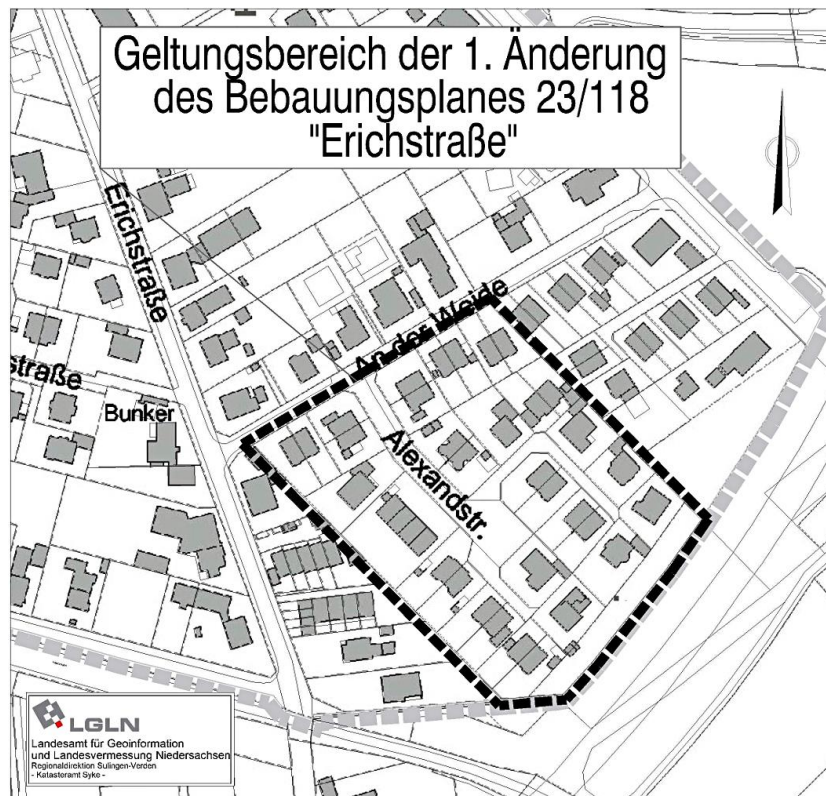 Geltungsbereich der 1. Änderung
des Bebauungsplanes 23/118
"Erichstraße"
Erichstraße
An der Weide
straße
Bunker
Alexandstr.
LGLN
Landesamt für Geoinformation
und Landesvermessung Niedersachsen
Regionaldirektion Sulingen-Verden
- Katasteramt Syke -